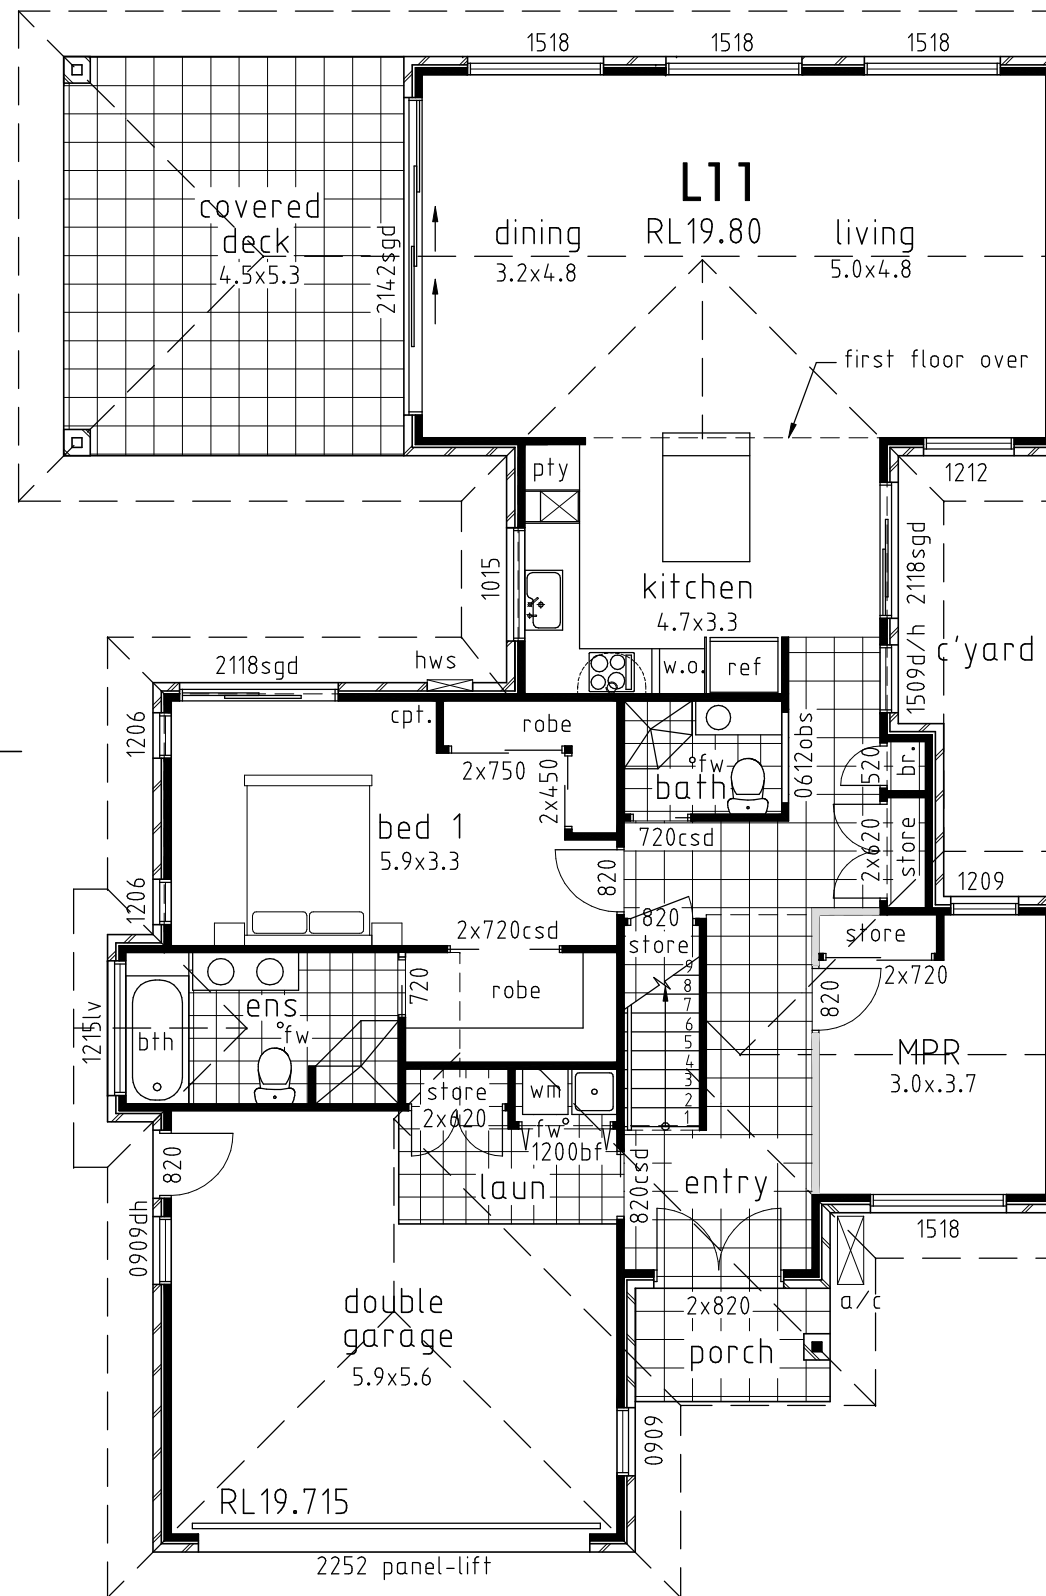 1518
1518
1518
L11
covered
deck
4.5x5.3
2142sgd
dining
3.2x4.8
RL19.80
living
5.0x4.8
first floor over
pty
1212
1015
kitchen
4.7x3.3
1509d/h 2118sgd
c'yard
2118sgd
hws
w.o.
ref
cpt.
robe
1206
2x750
2x450
fw
bath
0612obs
520
br.
bed 1
5.9x3.3
720csd
2x620
store
820
1206
1209
2x720csd
820
store
store
2x720
720
robe
ens
fw
bth
1215lv
9
8
7
6
5
4
3
2
1
820
MPR
3.0x.3.7
store
2x620
wm
fw
1200bf
laun
820
820csd
entry
0909dh
1518
a/c
2x820
porch
double
garage
5.9x5.6
0909
RL19.715
2252 panel-lift